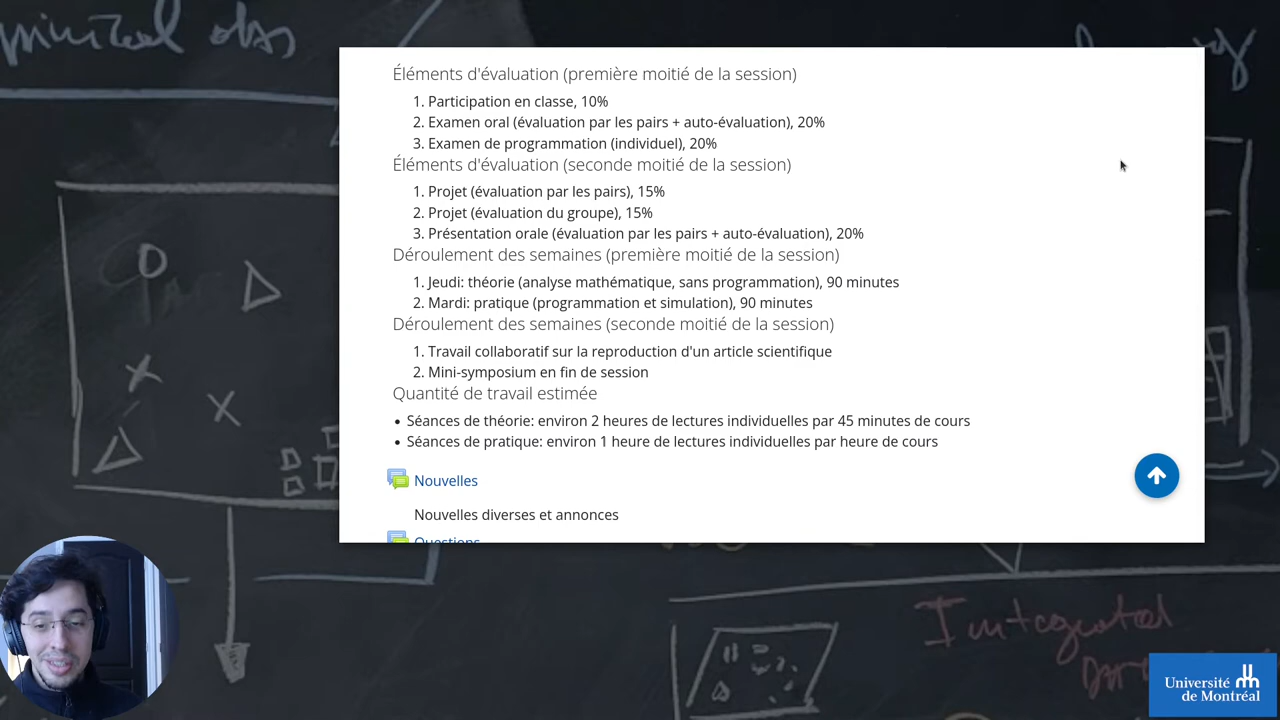 obs
Éléments d'évaluation (première moitié de la session)
1. Participation en classe, 10%
2. Examen oral (évaluation par les pairs + auto-évaluation), 20%
3. Examen de programmation (individuel), 20%
Éléments d'évaluation (seconde moitié de la session)
1. Projet (évaluation par les pairs), 15%
2. Projet (évaluation du groupe), 15%
3. Présentation orale (évaluation par les pairs + auto-évaluation), 20%
Déroulement des semaines (première moitié de la session)
1. Jeudi: théorie (analyse mathématique, sans programmation), 90 minutes
2. Mardi: pratique (programmation et simulation), 90 minutes
Déroulement des semaines (seconde moitié de la session)
1. Travail collaboratif sur la reproduction d'un article scientifique
2. Mini-symposium en fin de session
Quantité de travail estimée
• Séances de théorie: environ 2 heures de lectures individuelles par 45 minutes de cours
• Séances de pratique: environ 1 heure de lectures individuelles par heure de cours
Nouvelles
Nouvelles diverses et annonces
Questions
Integrated
Université
de Montréal